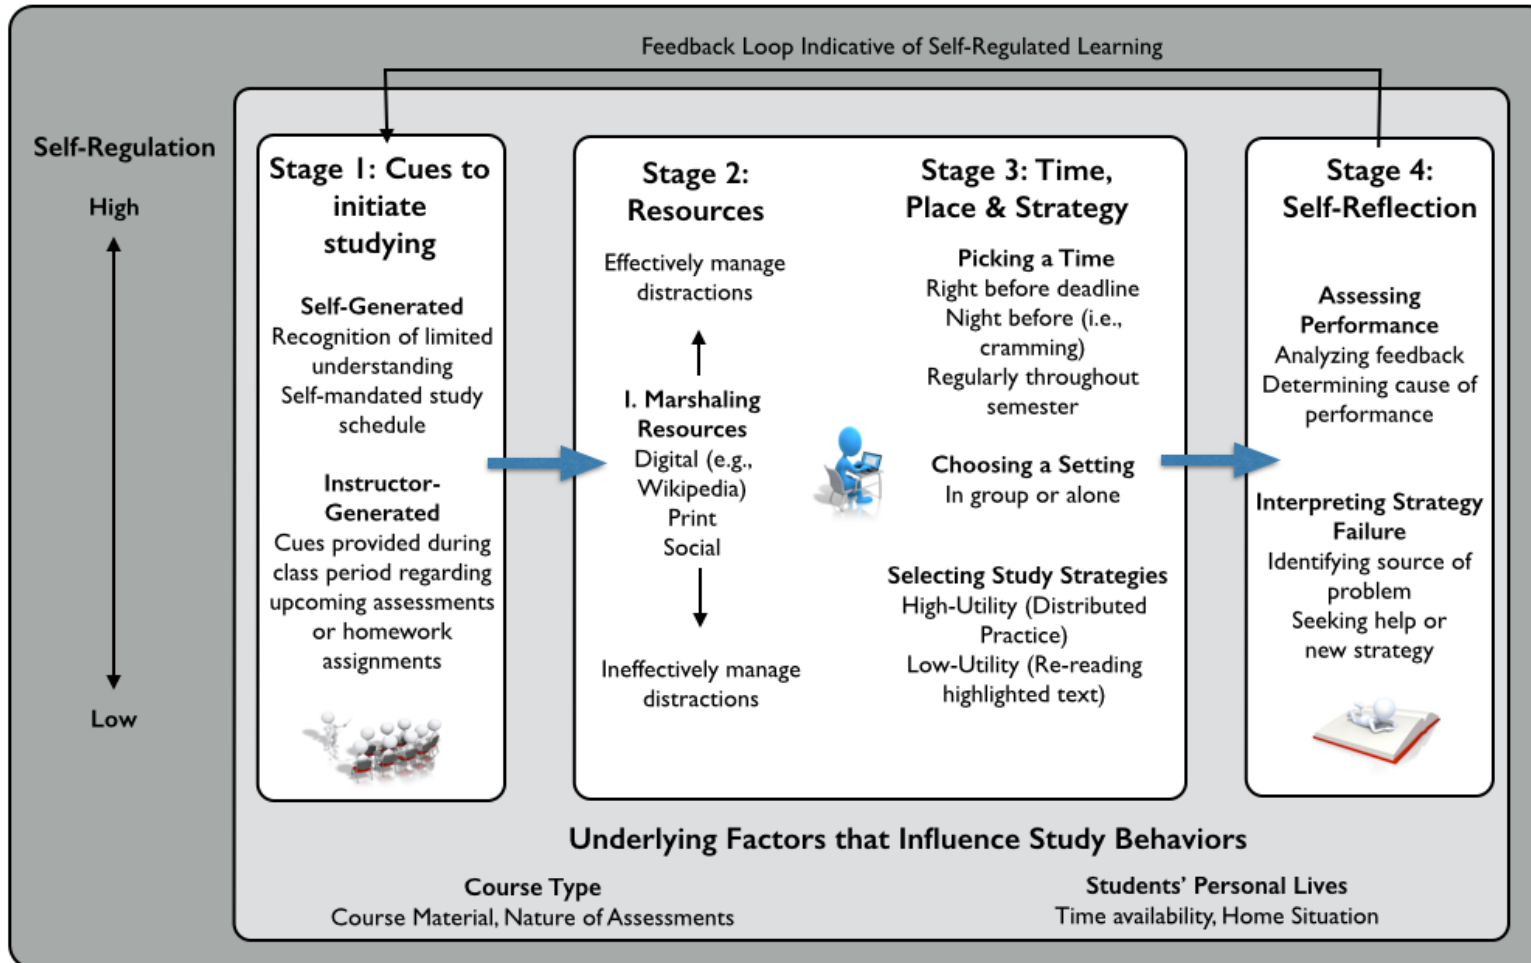 Feedback Loop Indicative of Self-Regulated Learning
Self-Regulation
High
Low
Stage 1: Cues to
initiate
studying
Self-Generated
Recognition of limited
understanding
Self-mandated study
schedule
Instructor-
Generated
Cues provided during
class period regarding
upcoming assessments
or homework
assignments
Stage 2:
Resources
Effectively manage
distractions
I. Marshaling
Resources
Digital (e.g.,
Wikipedia)
Print
Social
Ineffectively manage
distractions
Stage 3: Time,
Place & Strategy
Picking a Time
Right before deadline
Night before (i.e.,
cramming)
Regularly throughout
semester
Choosing a Setting
In group or alone
Selecting Study Strategies
High-Utility (Distributed
Practice)
Low-Utility (Re-reading
highlighted text)
Stage 4:
Self-Reflection
Assessing
Performance
Analyzing feedback
Determining cause of
performance
Interpreting Strategy
Failure
Identifying source of
problem
Seeking help or
new strategy
Underlying Factors that Influence Study Behaviors
Course Type
Course Material, Nature of Assessments
Students' Personal Lives
Time availability, Home Situation